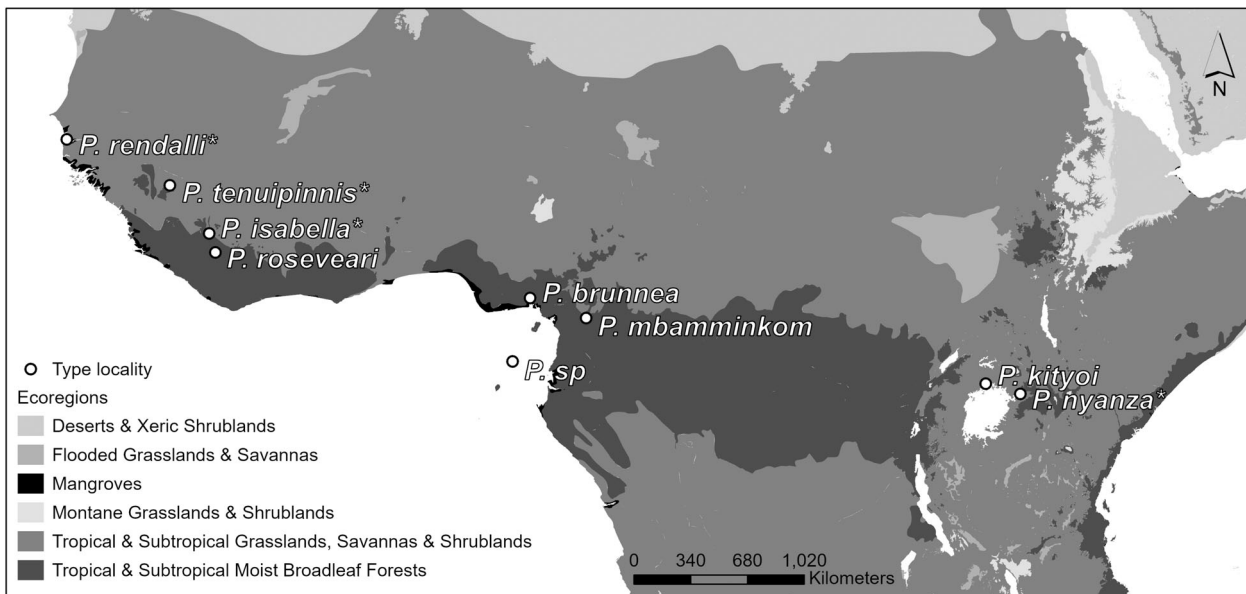 N
P. rendalli*
P. tenuipinnis*
P. isabella*
P. roseveari
P. brunnea
P. mbamminkom
P. sp
P. kityoi
P. nyanza*
Type locality
Ecoregions
Deserts & Xeric Shrublands
Flooded Grasslands & Savannas
Mangroves
Montane Grasslands & Shrublands
Tropical & Subtropical Grasslands, Savannas & Shrublands
Tropical & Subtropical Moist Broadleaf Forests
0 340 680 1,020
Kilometers